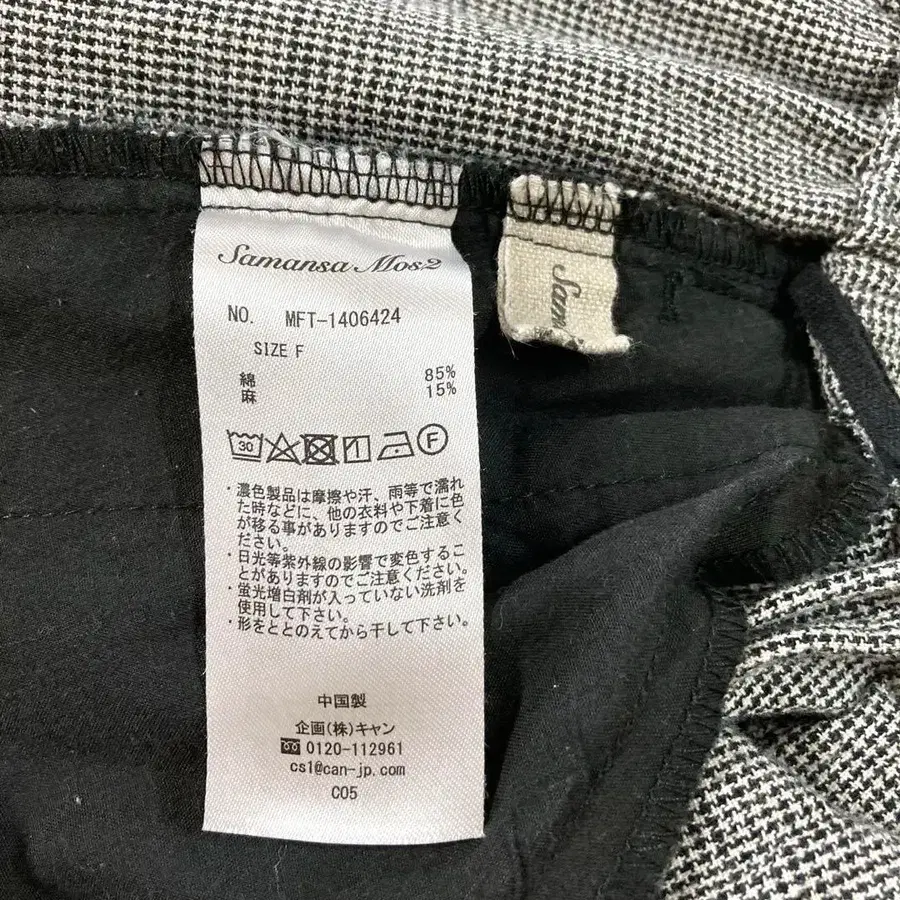 Samansa Mos2
NO. MFT-1406424
SIZE F
綿 85%
麻 15%
30 F
・濃色製品は摩擦や汗、雨等で濡れ
た時などに、他の衣料や下着に色
が移る事がありますのでご注意く
ださい。
・日光等紫外線の影響で変色するこ
とがありますのでご注意ください。
・蛍光増白剤が入っていない洗剤を
使用して下さい。
・形をととのえてから干して下さい。
中国製
企画(株)キャン
0120-112961
cs1@can-jp.com
C05
Sam